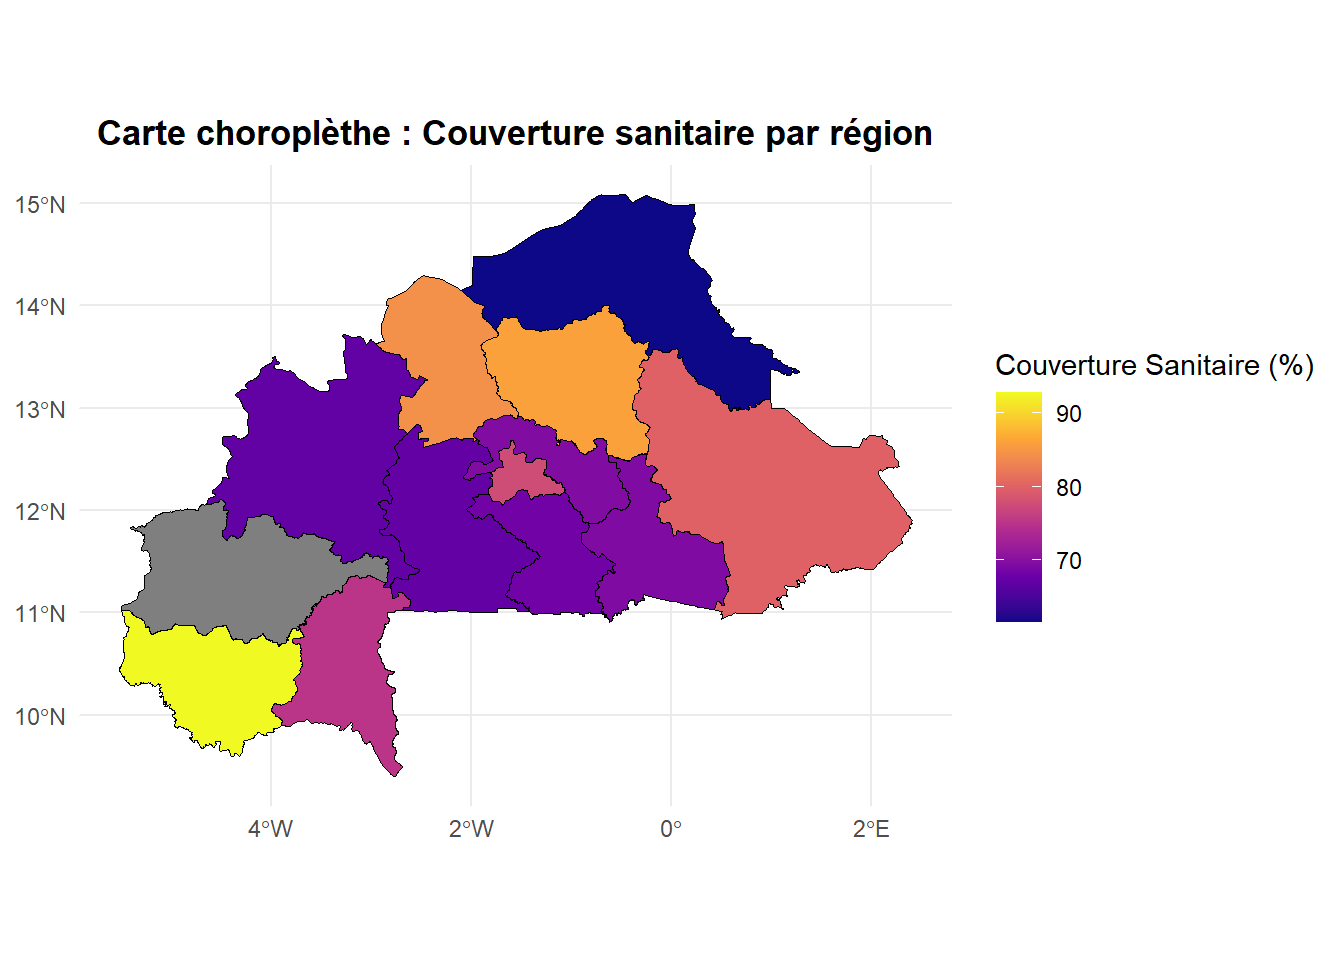 Carte choroplèthe : Couverture sanitaire par région
15°N
14°N
13°N
12°N
11°N
10°N
4°W
2°W
0°
2°E
Couverture Sanitaire (%)
90
80
70